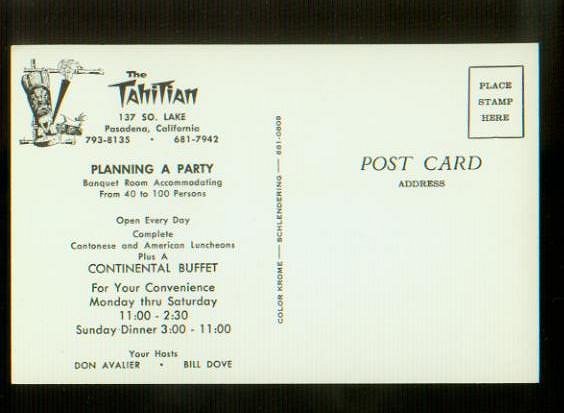 The
TAHITIAN
137 SO. LAKE
Pasadena, California
793-8135 • 681-7942
PLANNING A PARTY
Banquet Room Accommodating
From 40 to 100 Persons
Open Every Day
Complete
Cantonese and American Luncheons
Plus A
CONTINENTAL BUFFET
For Your Convenience
Monday thru Saturday
11:00 - 2:30
Sunday Dinner 3:00 - 11:00
Your Hosts
DON AVALIER • BILL DOVE
COLOR KROME — SCHLENDERING — 681-0808
PLACE
STAMP
HERE
POST CARD
ADDRESS